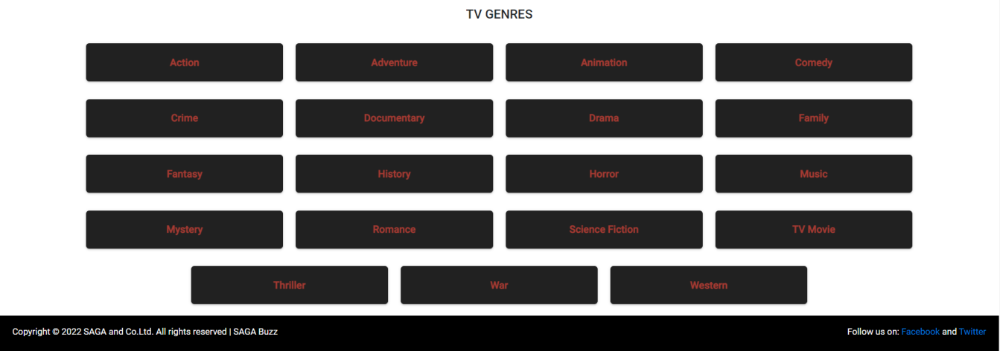 TV GENRES
Action Adventure Animation Comedy
Crime Documentary Drama Family
Fantasy History Horror Music
Mystery Romance Science Fiction TV Movie
Thriller War Western
Copyright © 2022 SAGA and Co.Ltd. All rights reserved | SAGA Buzz Follow us on: Facebook and Twitter